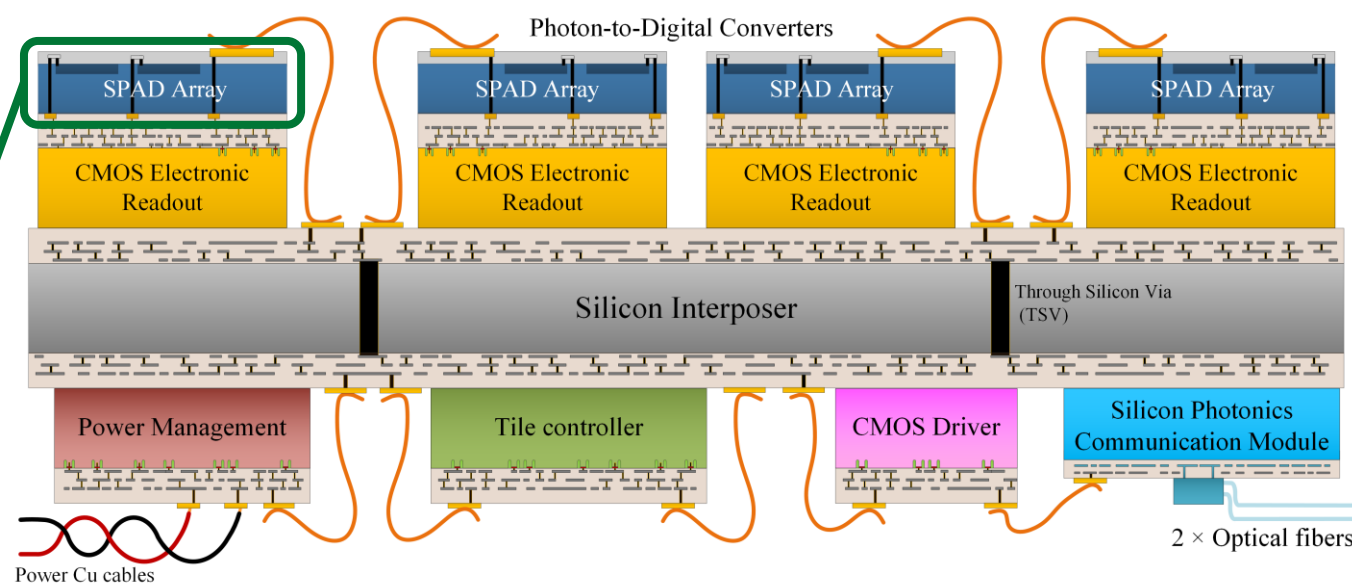 Photon-to-Digital Converters
SPAD Array
SPAD Array
SPAD Array
SPAD Array
CMOS Electronic
Readout
CMOS Electronic
Readout
CMOS Electronic
Readout
CMOS Electronic
Readout
Silicon Interposer
Through Silicon Via
(TSV)
Power Management
Tile controller
CMOS Driver
Silicon Photonics
Communication Module
2 × Optical fibers
Power Cu cables